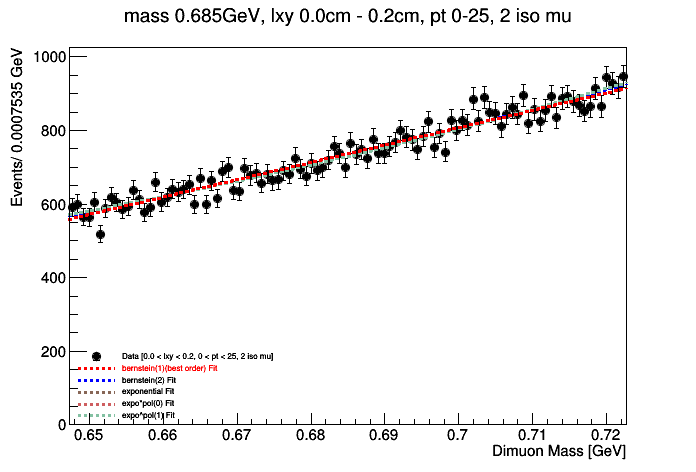 mass 0.685GeV, lxy 0.0cm - 0.2cm, pt 0-25, 2 iso mu
Events/ 0.0007535 GeV
1000
800
600
400
200
0
Data [0.0 < lxy < 0.2, 0 < pt < 25, 2 iso mu]
bernstein(1)(best order) Fit
bernstein(2) Fit
exponential Fit
expo*pol(0) Fit
expo*pol(1) Fit
0.65 0.66 0.67 0.68 0.69 0.7 0.71 0.72
Dimuon Mass [GeV]